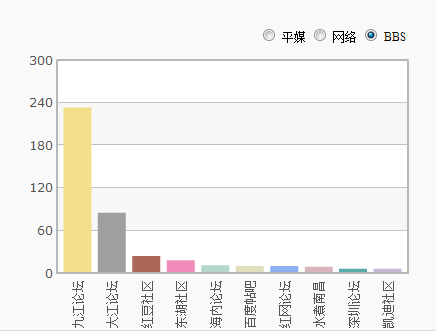 平媒 网络 BBS
300
240
180
120
60
0
九江论坛
大江论坛
红豆社区
东湖社区
海内论坛
百度帖吧
红网论坛
水煮南昌
深圳论坛
凯迪社区